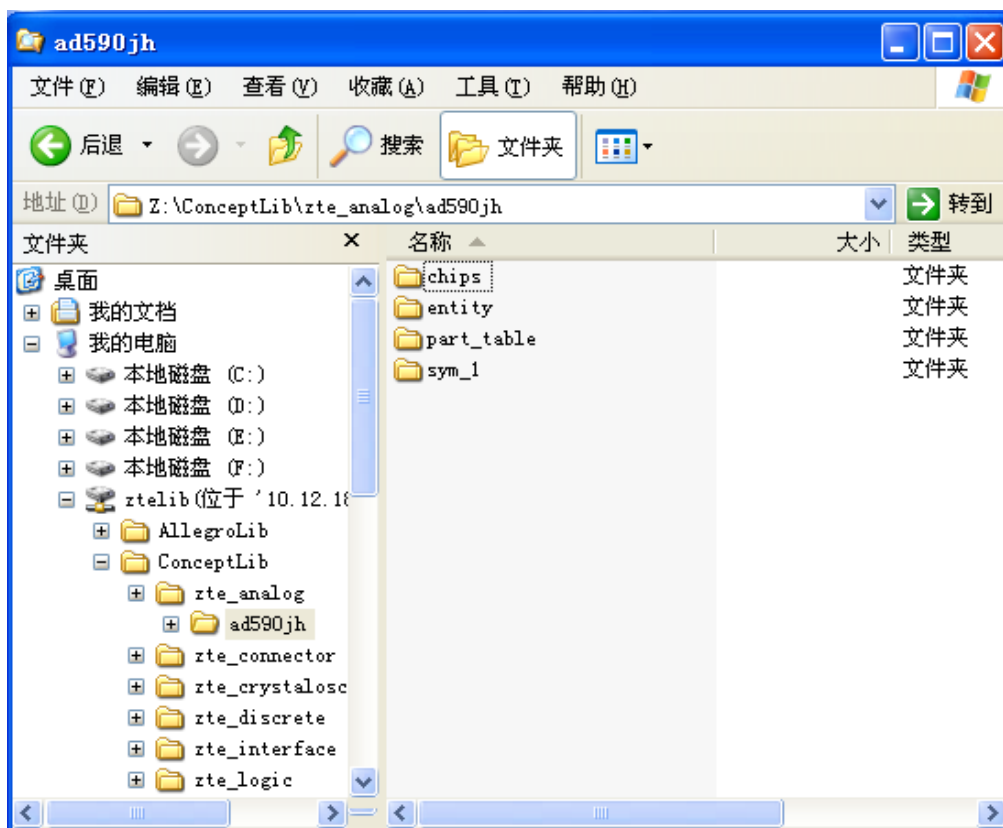 ad590jh
文件(F) 编辑(E) 查看(V) 收藏(A) 工具(T) 帮助(H)
后退 搜索 文件夹
地址(D) Z:\ConceptLib\zte_analog\ad590jh 转到
文件夹 名称 大小 类型
桌面 chips 文件夹
我的文档 entity 文件夹
我的电脑 part_table 文件夹
本地磁盘 (C:) sym_1 文件夹
本地磁盘 (D:)
本地磁盘 (E:)
本地磁盘 (F:)
ztelib(位于 '10.12.18
AllegroLib
ConceptLib
zte_analog
ad590jh
zte_connector
zte_crystalosc
zte_discrete
zte_interface
zte_logic